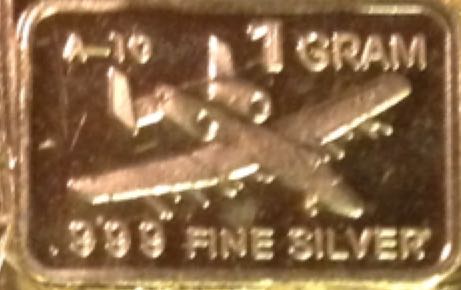 A-10 1 GRAM
.999 FINE SILVER